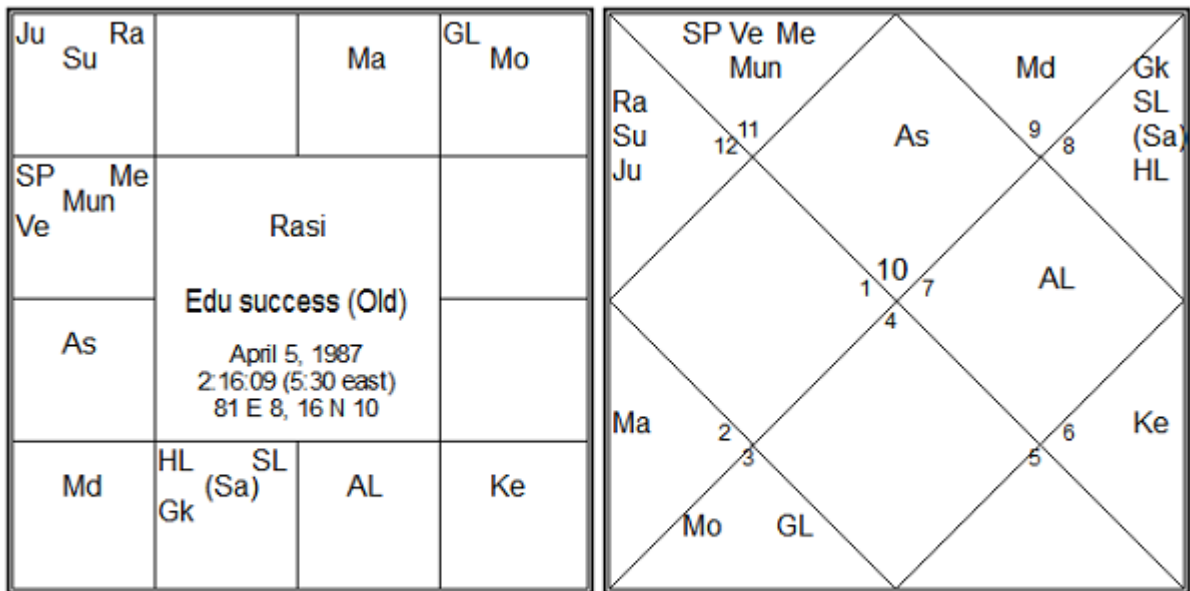 Ju Ra
Su
Ma
GL
Mo
SP Me
Mun
Ve
Rasi
Edu success (Old)
April 5, 1987
2:16:09 (5:30 east)
81 E 8, 16 N 10
As
Md
HL SL
(Sa)
Gk
AL
Ke
SP Ve Me
Mun
Md
Gk
SL
(Sa)
HL
Ra
Su
Ju
11
12
As
9
8
10
1
7
4
AL
Ma
2
3
6
5
Ke
Mo GL